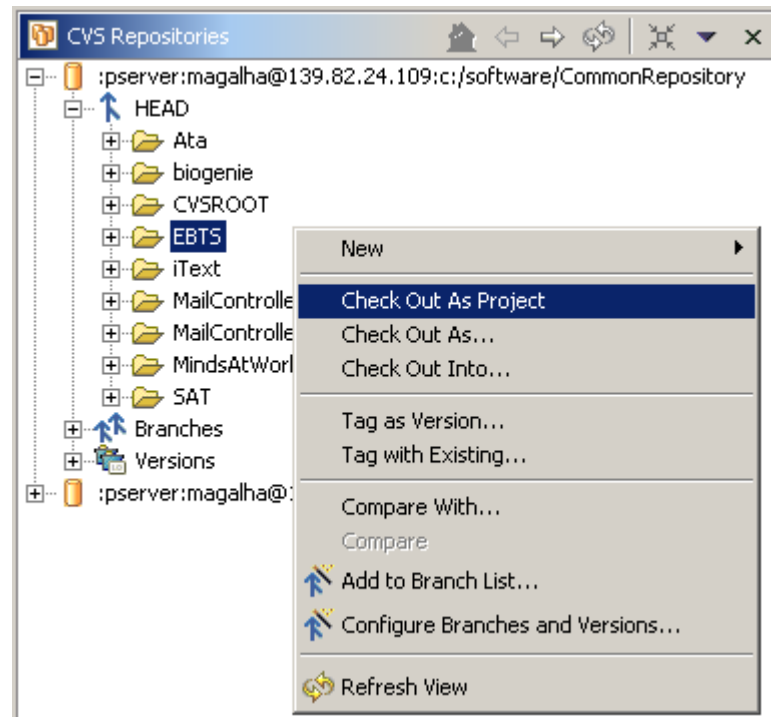 CVS Repositories
:pserver:magalha@139.82.24.109:c:/software/CommonRepository
HEAD
Ata
biogenie
CVSROOT
EBTS
iText
MailControlle
MailControlle
MindsAtWorl
SAT
Branches
Versions
:pserver:magalha@1
New
Check Out As Project
Check Out As...
Check Out Into...
Tag as Version...
Tag with Existing...
Compare With...
Compare
Add to Branch List...
Configure Branches and Versions...
Refresh View